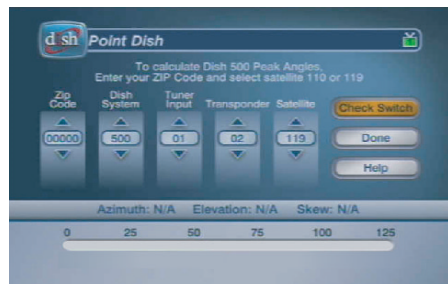 dish Point Dish
To calculate Dish 500 Peak Angles,
Enter your ZIP Code and select satellite 110 or 119
Zip Code
Dish System
Tuner Input
Transponder
Satellite
00000
500
01
02
119
Check Switch
Done
Help
Azimuth: N/A Elevation: N/A Skew: N/A
0 25 50 75 100 125